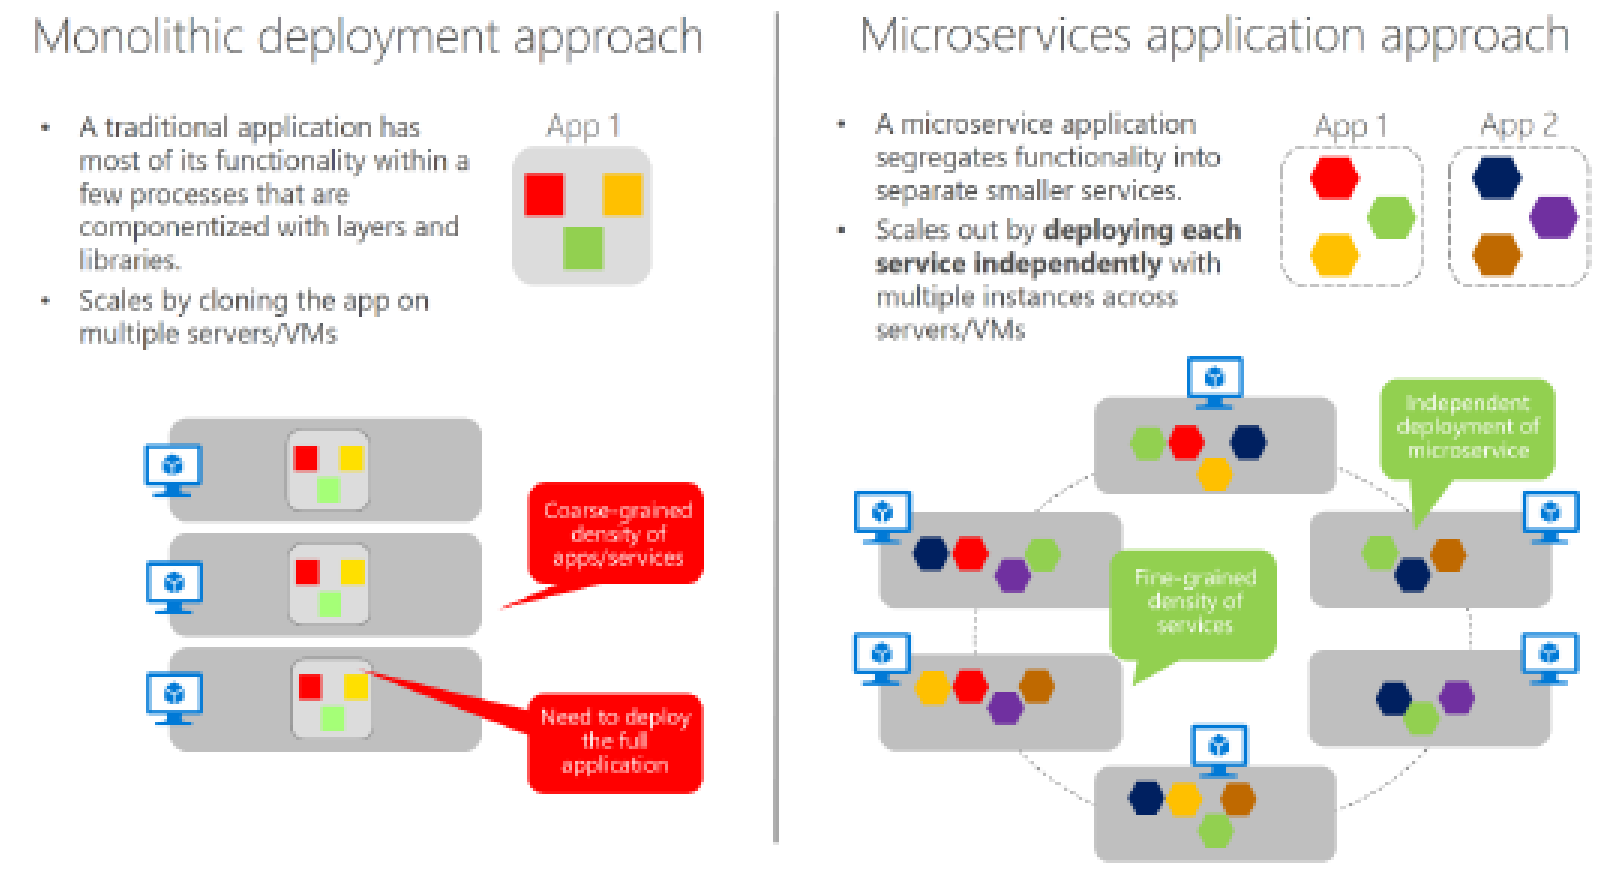 Monolithic deployment approach
• A traditional application has
most of its functionality within a
few processes that are
componentized with layers and
libraries.
• Scales by cloning the app on
multiple servers/VMs
App 1
Coarse-grained
density of
apps/services
Need to deploy
the full
application
Microservices application approach
• A microservice application
segregates functionality into
separate smaller services.
• Scales out by deploying each
service independently with
multiple instances across
servers/VMs
App 1
App 2
Independent
deployment of
microservice
Fine-grained
density of
services